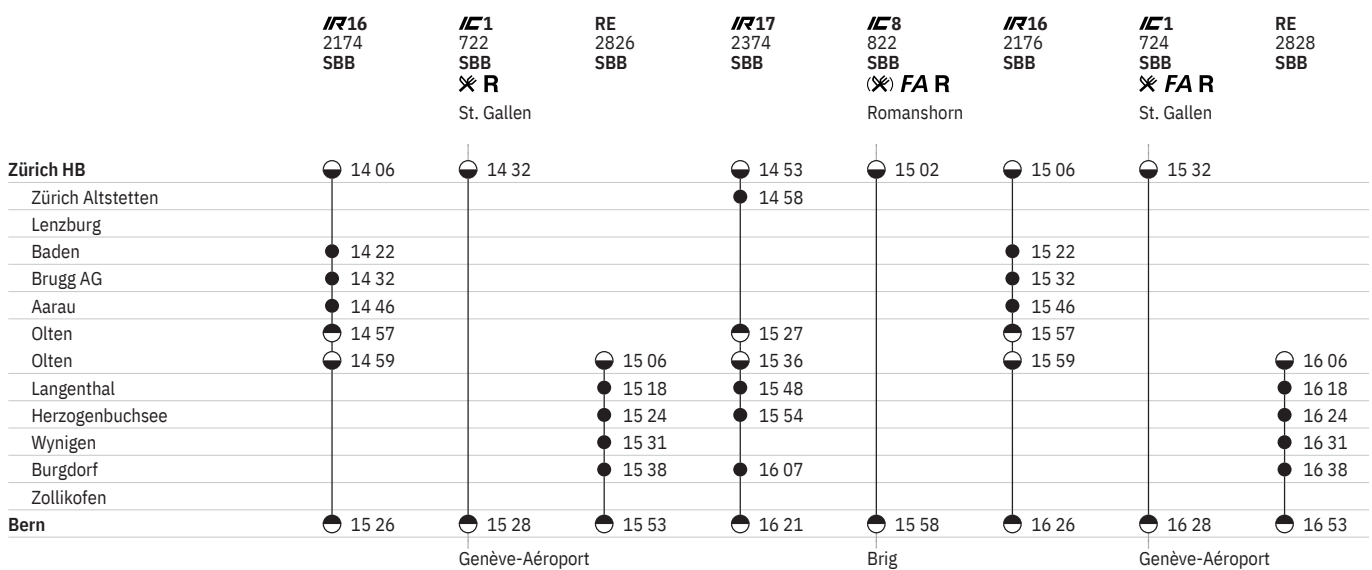 IR16 IC1 RE IR17 IC8 IR16 IC1 RE
2174 722 2826 2374 822 2176 724 2828
SBB SBB SBB SBB SBB SBB SBB SBB
R FA R FA R
St. Gallen Romanshorn St. Gallen
Zürich HB 14 06 14 32 14 53 15 02 15 06 15 32
Zürich Altstetten 14 58
Lenzburg
Baden 14 22 15 22
Brugg AG 14 32 15 32
Aarau 14 46 15 46
Olten 14 57 15 27 15 57
Olten 14 59 15 06 15 36 15 59 16 06
Langenthal 15 18 15 48 16 18
Herzogenbuchsee 15 24 15 54 16 24
Wynigen 15 31 16 31
Burgdorf 15 38 16 07 16 38
Zollikofen
Bern 15 26 15 28 15 53 16 21 15 58 16 26 16 28 16 53
Genève-Aéroport Brig Genève-Aéroport